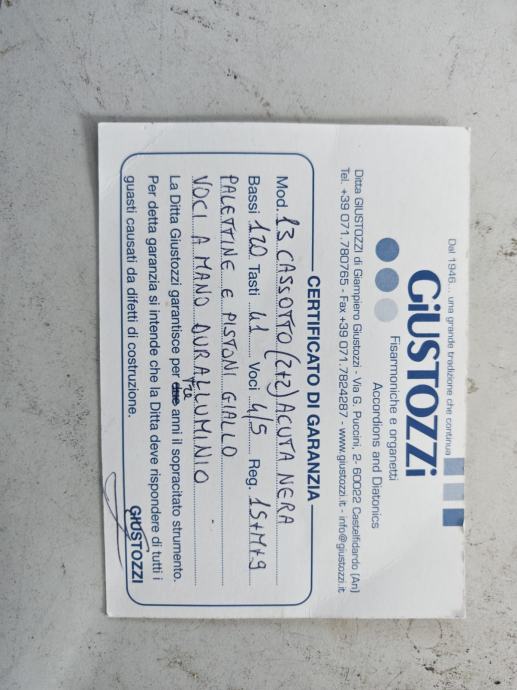 Dal 1946... una grande tradizione che continua
GiUSTOZZi
Fisarmoniche e organetti
Accordions and Diatonics
Ditta GIUSTOZZI di Giampiero Giustozzi - Via G. Puccini, 2 - 60022 Castelfidardo (An)
Tel. +39 071.780765 - Fax +39 071.7824287 - www.giustozzi.it - info@giustozzi.it
CERTIFICATO DI GARANZIA
Mod. 13 CASSOTTO (2+2) ACUTA NERA
Bassi 120 Tasti 41 Voci 4/5 Reg. 15+M+9
PALETTINE E PISTONI GIALLO
VOCI A MANO DURALLUMINIO
La Ditta Giustozzi garantisce per due tre anni il sopracitato strumento.
Per detta garanzia si intende che la Ditta deve rispondere di tutti i
guasti causati da difetti di costruzione.
GIUSTOZZI